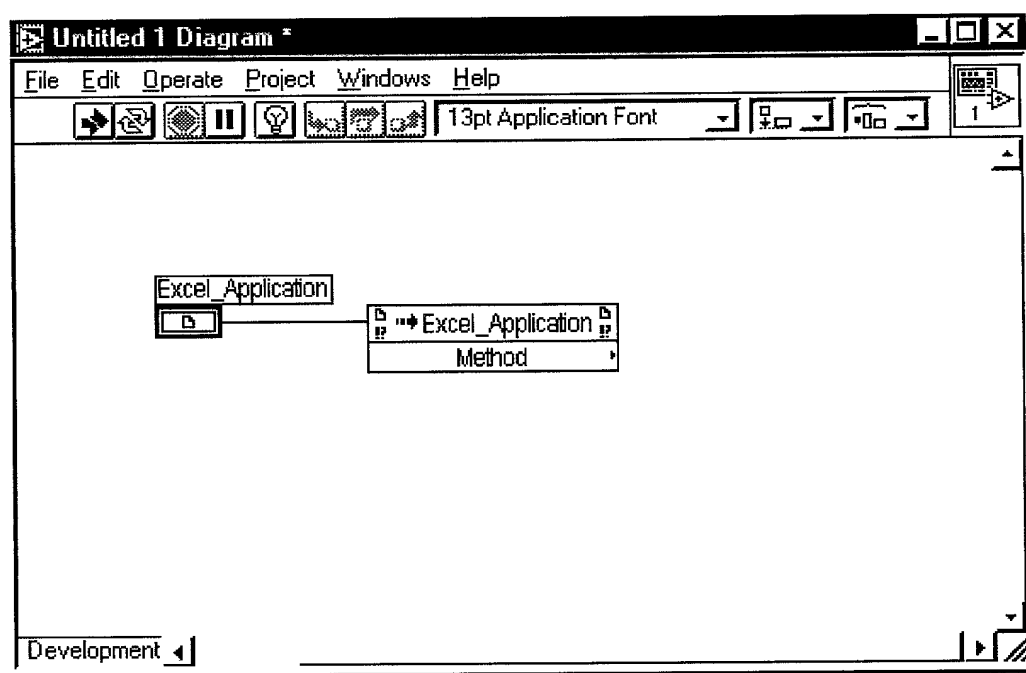 Untitled 1 Diagram *
File Edit Operate Project Windows Help
13pt Application Font
1
Excel_Application
Excel_Application
Method
Development